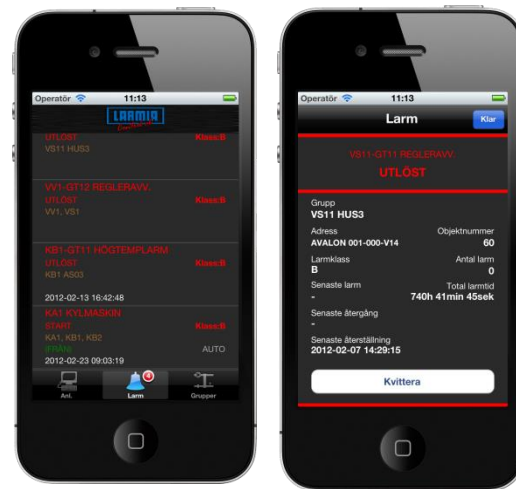 Operatör 11:13
LARMIA
UTLÖST Klass:B
VS11 HUS3
VV1-GT12 REGLERAVV.
UTLÖST Klass:B
VV1, VS1
KB1-GT11 HÖGTEMPLARM
UTLÖST Klass:B
KB1 AS03
2012-02-13 16:42:48
KA1 KYLMASKIN
START Klass:B
KA1, KB1, KB2
(FRÅN) AUTO
2012-02-23 09:03:19
4
Anl. Larm Grupper
Operatör 11:13
Larm Klar
VS11-GT11 REGLERAVV.
UTLÖST
Grupp
VS11 HUS3
Adress Objektnummer
AVALON 001-000-V14 60
Larmklass Antal larm
B 0
Senaste larm Total larmtid
- 740h 41min 45sek
Senaste återgång
-
Senaste återställning
2012-02-07 14:29:15
Kvittera